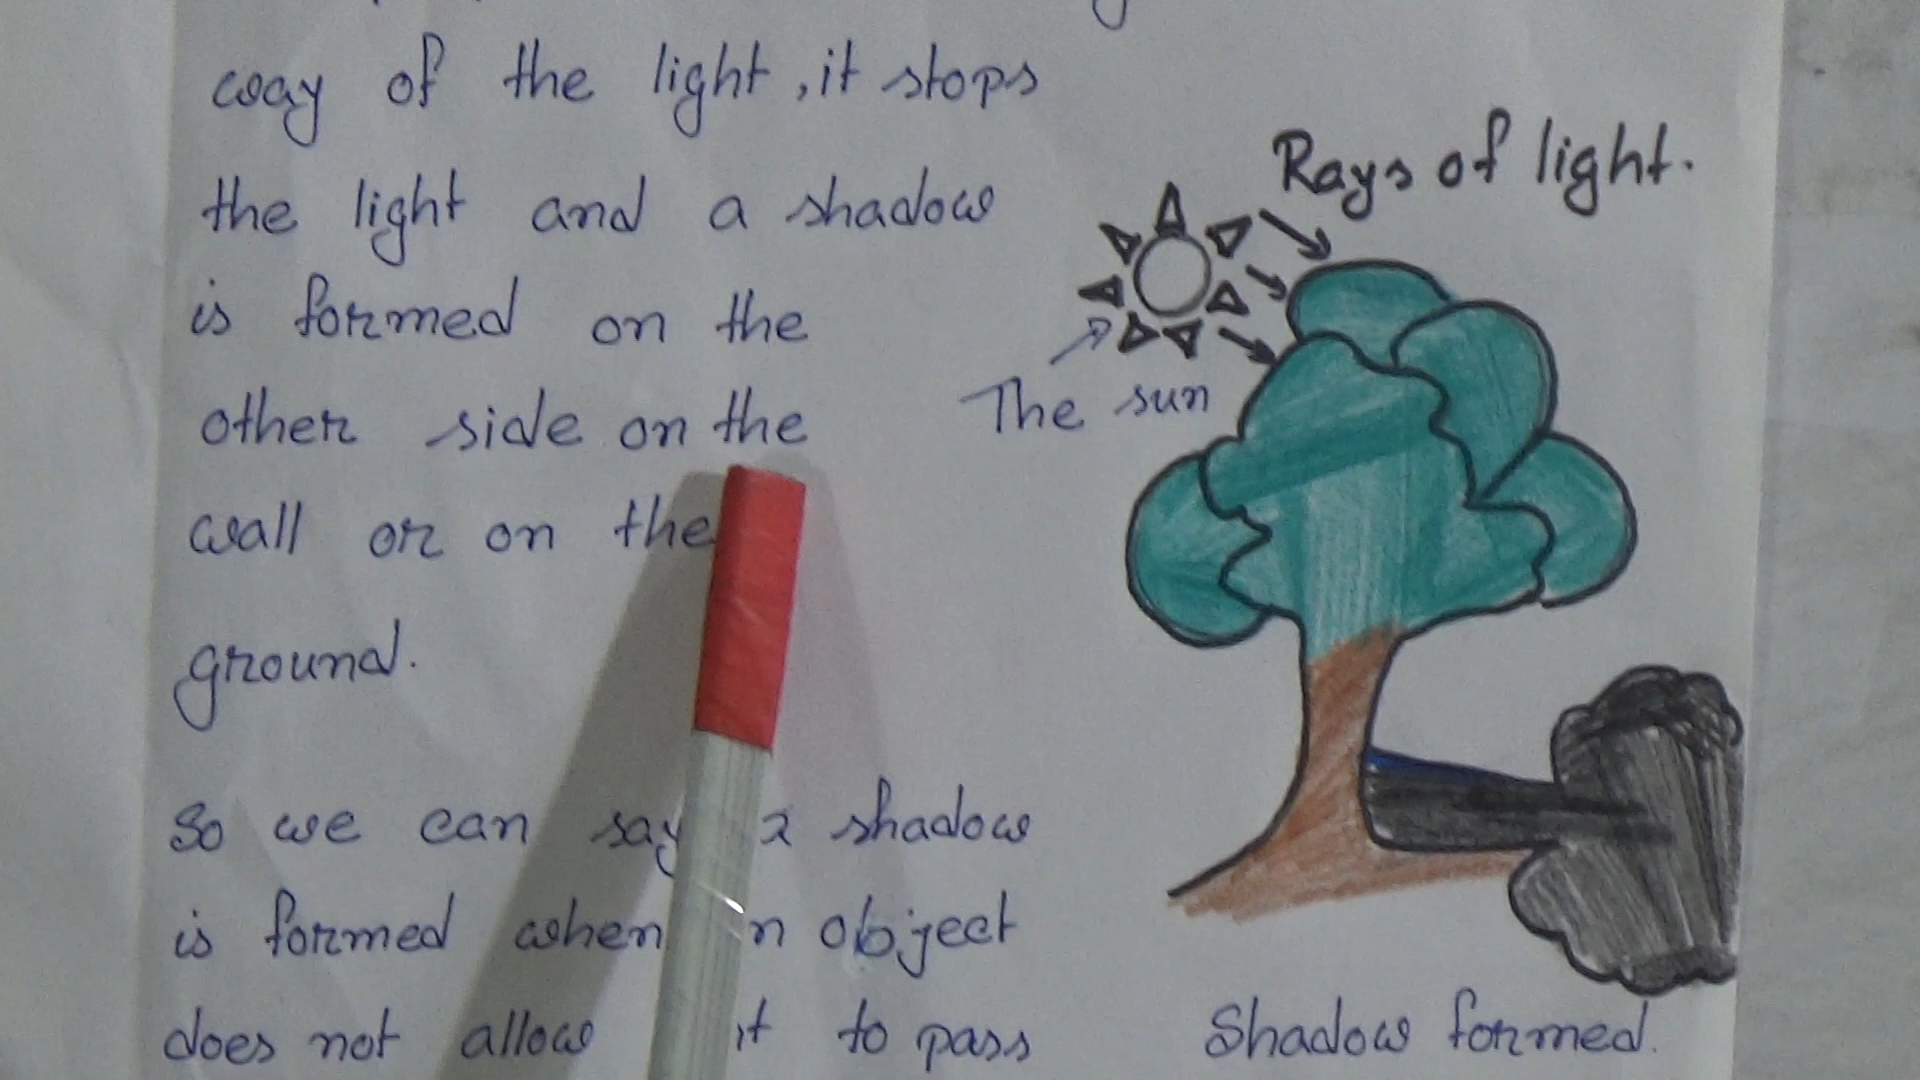 way of the light, it stops
the light and a shadow
is formed on the
other side on the
wall or on the
ground.
So we can say a shadow
is formed when object
does not allow it to pass
Rays of light.
The sun
Shadow formed.